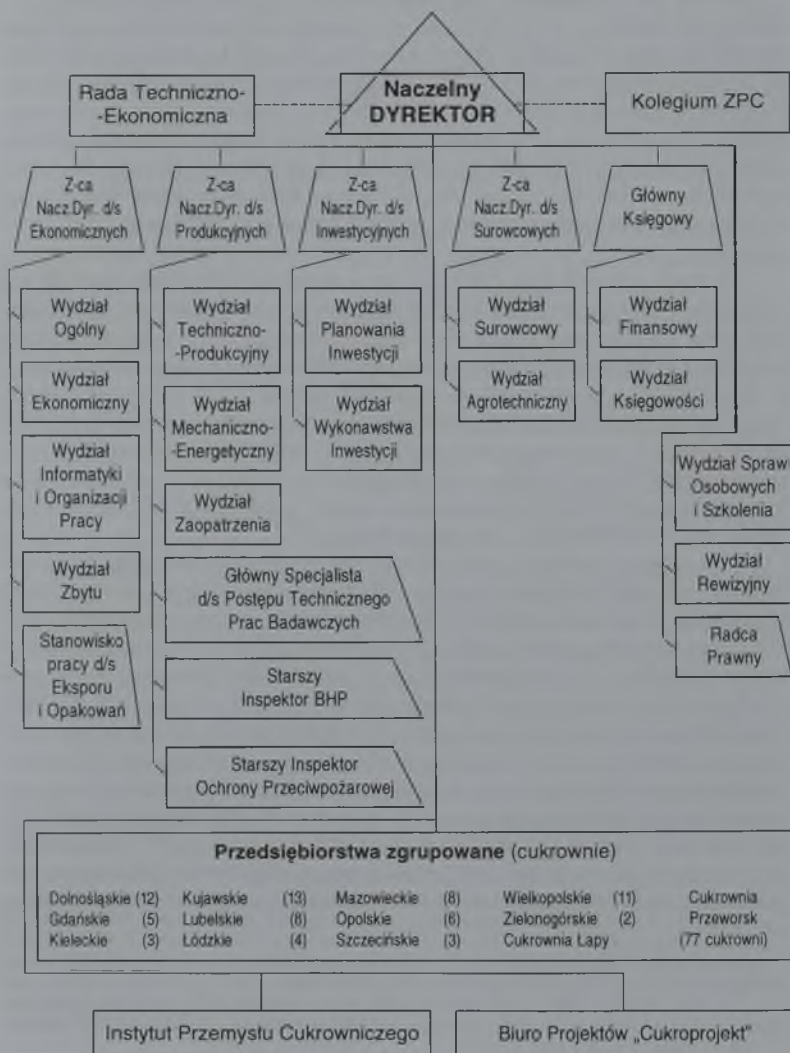 Rada Techniczno-
-Ekonomiczna
Naczelny
DYREKTOR
Kolegium ZPC
Z-ca
Nacz.Dyr. d/s
Ekonomicznych
Z-ca
Nacz.Dyr. d/s
Produkcyjnych
Z-ca
Nacz.Dyr. d/s
Inwestycyjnych
Z-ca
Nacz.Dyr. d/s
Surowcowych
Główny
Księgowy
Wydział
Ogólny
Wydział
Ekonomiczny
Wydział
Informatyki
i Organizacji
Pracy
Wydział
Zbytu
Stanowisko
pracy d/s
Eksporu
i Opakowań
Wydział
Techniczno-
-Produkcyjny
Wydział
Mechaniczno-
-Energetyczny
Wydział
Zaopatrzenia
Główny Specjalista
d/s Postępu Technicznego
Prac Badawczych
Starszy
Inspektor BHP
Starszy Inspektor
Ochrony Przeciwpożarowej
Wydział
Planowania
Inwestycji
Wydział
Wykonawstwa
Inwestycji
Wydział
Surowcowy
Wydział
Agrotechniczny
Wydział
Finansowy
Wydział
Księgowości
Wydział Spraw
Osobowych
i Szkolenia
Wydział
Rewizyjny
Radca
Prawny
Przedsiębiorstwa zgrupowane (cukrownie)
Dolnośląskie (12) Kujawskie (13) Mazowieckie (8) Wielkopolskie (11) Cukrownia
Gdańskie (5) Lubelskie (8) Opolskie (6) Zielonogórskie (2) Przeworsk
Kieleckie (3) Łódzkie (4) Szczecińskie (3) Cukrownia Łapy (77 cukrowni)
Instytut Przemysłu Cukrowniczego
Biuro Projektów „Cukroprojekt"